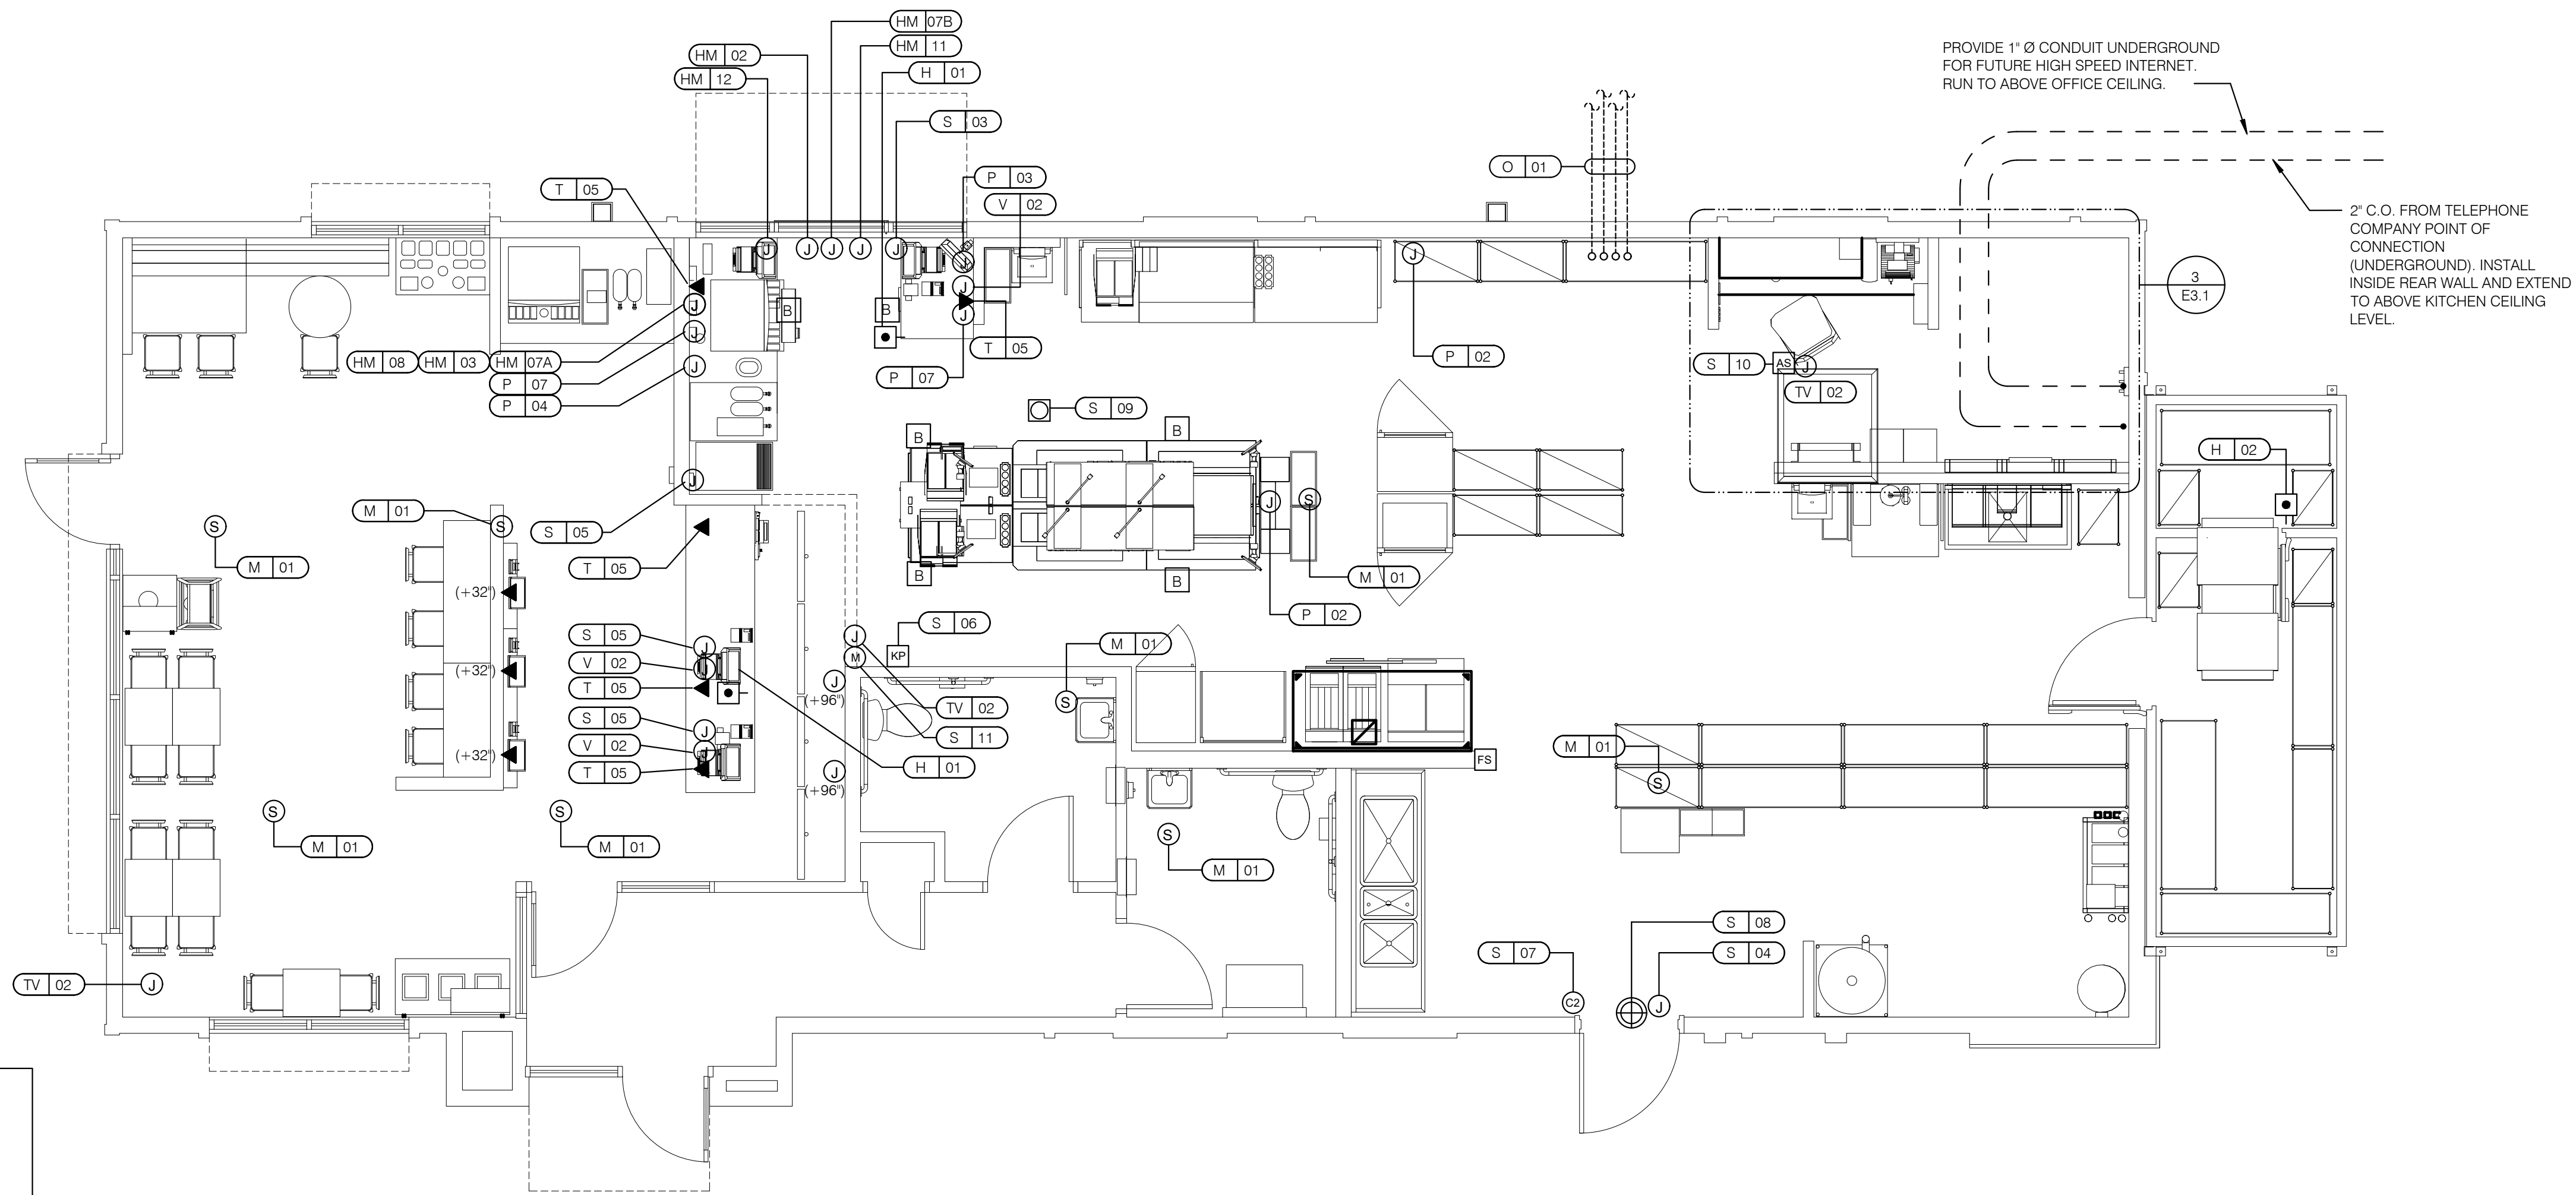 HM 07B
HM 11
HM 02
HM 12
H 01
S 03
PROVIDE 1" Ø CONDUIT UNDERGROUND
FOR FUTURE HIGH SPEED INTERNET.
RUN TO ABOVE OFFICE CEILING.
O 01
P 03
V 02
T 05
2" C.O. FROM TELEPHONE
COMPANY POINT OF
CONNECTION
(UNDERGROUND). INSTALL
INSIDE REAR WALL AND EXTEND
TO ABOVE KITCHEN CEILING
LEVEL.
J J J J J J
J
J
3
E3.1
J
J
B
B
J
J
T 05
P 02
HM 08 HM 03 HM 07A
P 07
P 04
J
P 07
S 10 AS J
TV 02
S 09
B
B
H 02
J
J
S
M 01
S
S 05
S
M 01
T 05
B
B
M 01
(+32")
P 02
S 06
S 05
J
J
KP
M 01
V 02
J
M
(+32")
T 05
J
(+96")
S
TV 02
S 05
J
S 11
V 02
J
M 01
(+32")
T 05
H 01
FS
J
(+96")
S
S
S
S
M 01
M 01
M 01
S 08
S 07
S 04
TV 02
J
C2
J